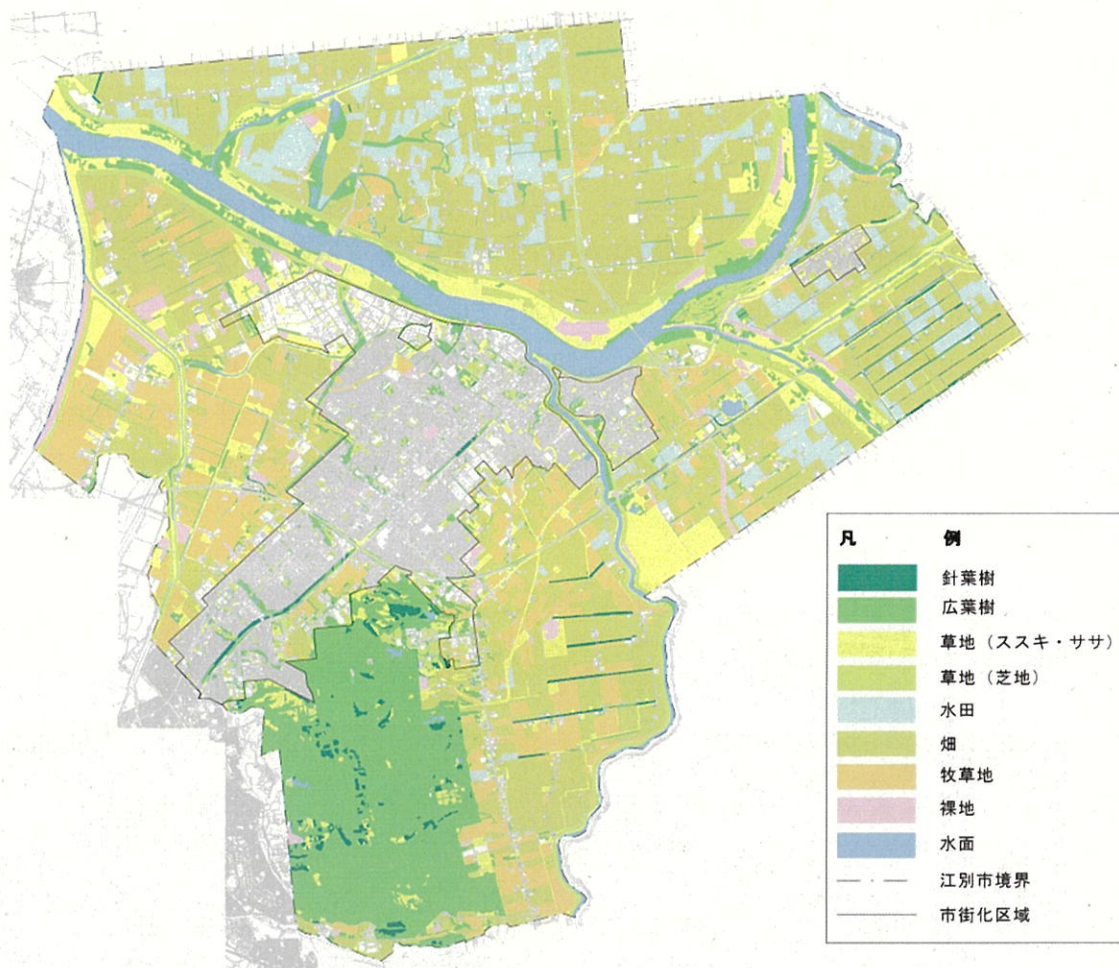 凡 例
針葉樹
広葉樹
草地（ススキ・ササ）
草地（芝地）
水田
畑
牧草地
裸地
水面
江別市境界
市街化区域